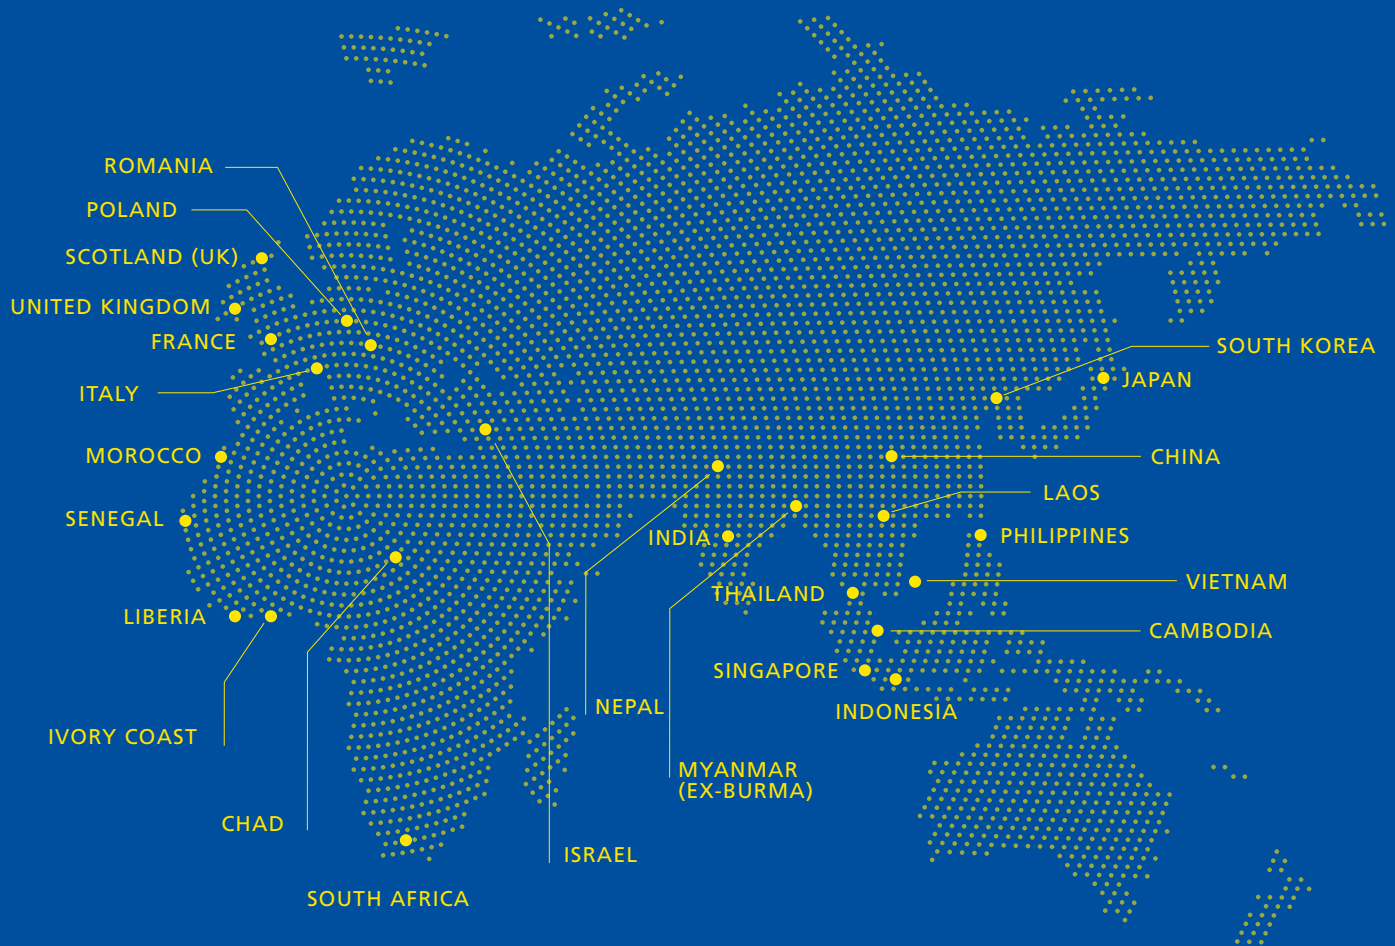 ROMANIA
POLAND
SCOTLAND (UK)
UNITED KINGDOM
FRANCE
SOUTH KOREA
JAPAN
ITALY
MOROCCO
CHINA
LAOS
SENEGAL
INDIA
PHILIPPINES
VIETNAM
THAILAND
LIBERIA
CAMBODIA
SINGAPORE
NEPAL
INDONESIA
IVORY COAST
MYANMAR
(EX-BURMA)
CHAD
ISRAEL
SOUTH AFRICA